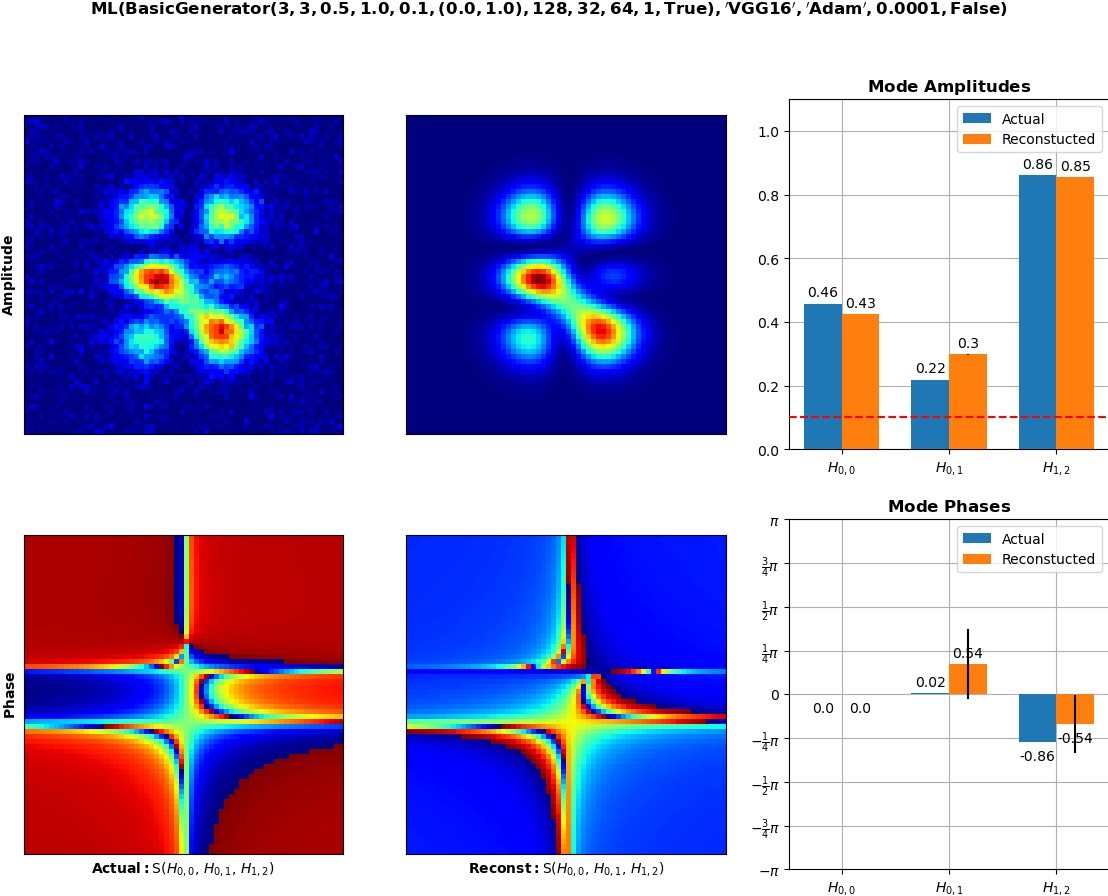 ML(BasicGenerator(3, 3, 0.5, 1.0, 0.1, (0.0, 1.0), 128, 32, 64, 1, True), ′VGG16′, ′Adam′, 0.0001, False)
Amplitude
Mode Amplitudes
Actual
Reconstucted
1.0
0.8
0.6
0.4
0.2
0.0
0.46
0.43
0.22
0.3
0.86
0.85
H0,0
H0,1
H1,2
Phase
Actual: S(H0,0, H0,1, H1,2)
Reconst: S(H0,0, H0,1, H1,2)
Mode Phases
Actual
Reconstucted
π
3/4π
1/2π
1/4π
0
−1/4π
−1/2π
−3/4π
−π
0.0
0.0
0.02
0.54
-0.86
-0.54
H0,0
H0,1
H1,2